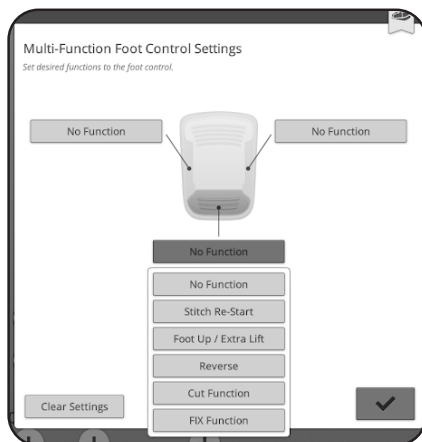 Multi-Function Foot Control Settings
Set desired functions to the foot control.
No Function
No Function
No Function
No Function
Stitch Re-Start
Foot Up / Extra Lift
Reverse
Cut Function
FIX Function
Clear Settings